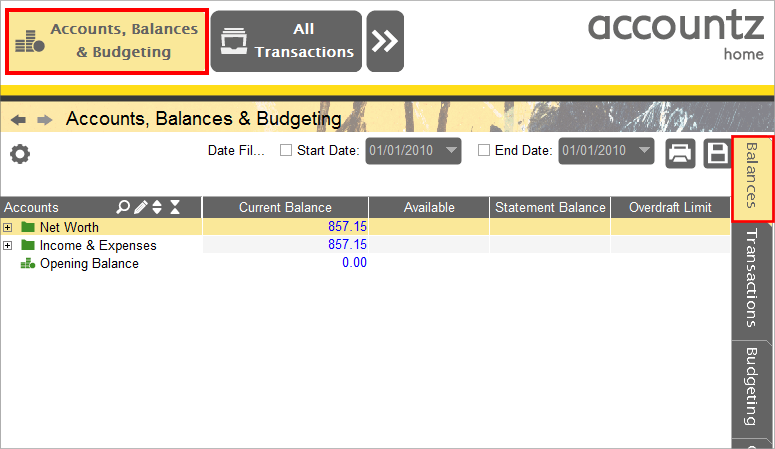 Accounts, Balances
& Budgeting
All
Transactions
accountz
home
Accounts, Balances & Budgeting
Date Fil... Start Date: 01/01/2010 End Date: 01/01/2010
Balances
Transactions
Budgeting
Accounts Current Balance Available Statement Balance Overdraft Limit
Net Worth 857.15
Income & Expenses 857.15
Opening Balance 0.00